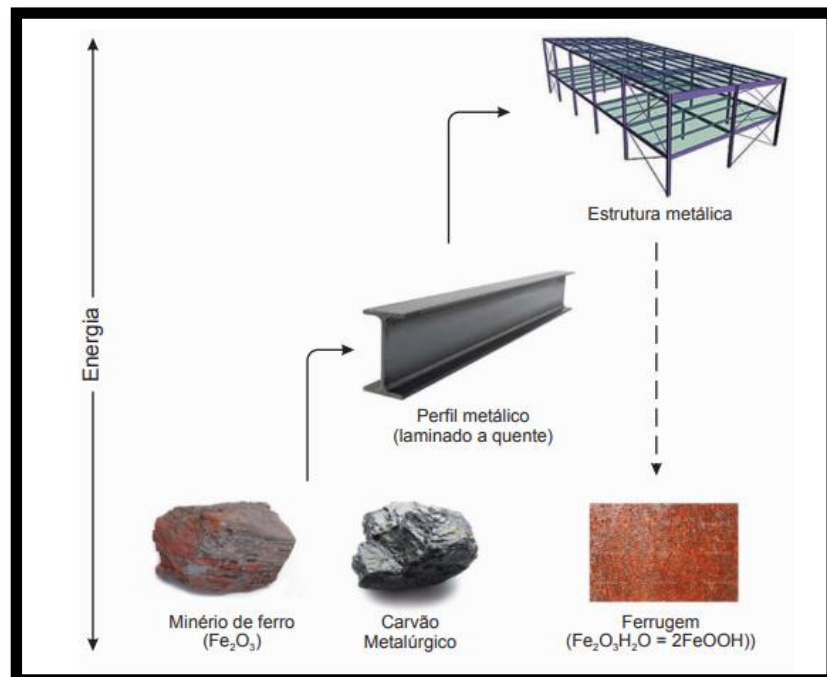 Energia
Estrutura metálica
Perfil metálico
(laminado a quente)
Minério de ferro
(Fe₂O₃)
Carvão
Metalúrgico
Ferrugem
(Fe₂O₃H₂O = 2FeOOH))